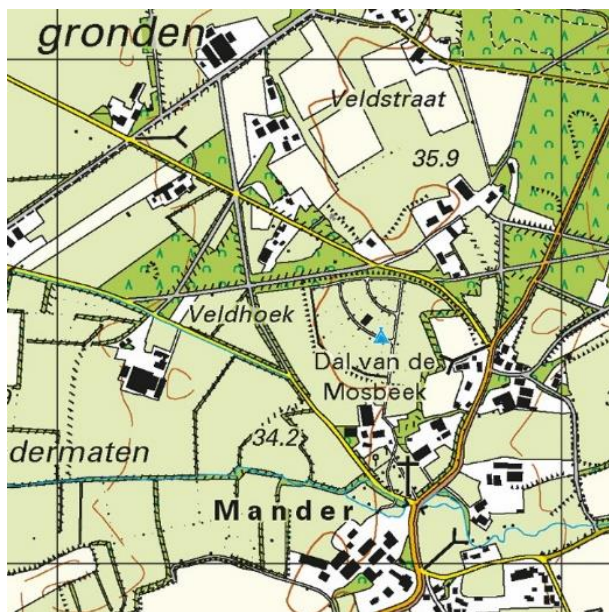 gronden
Veldstraat
35.9
Veldhoek
Dal van de
Mosbeek
34.2
dermaten
Mander